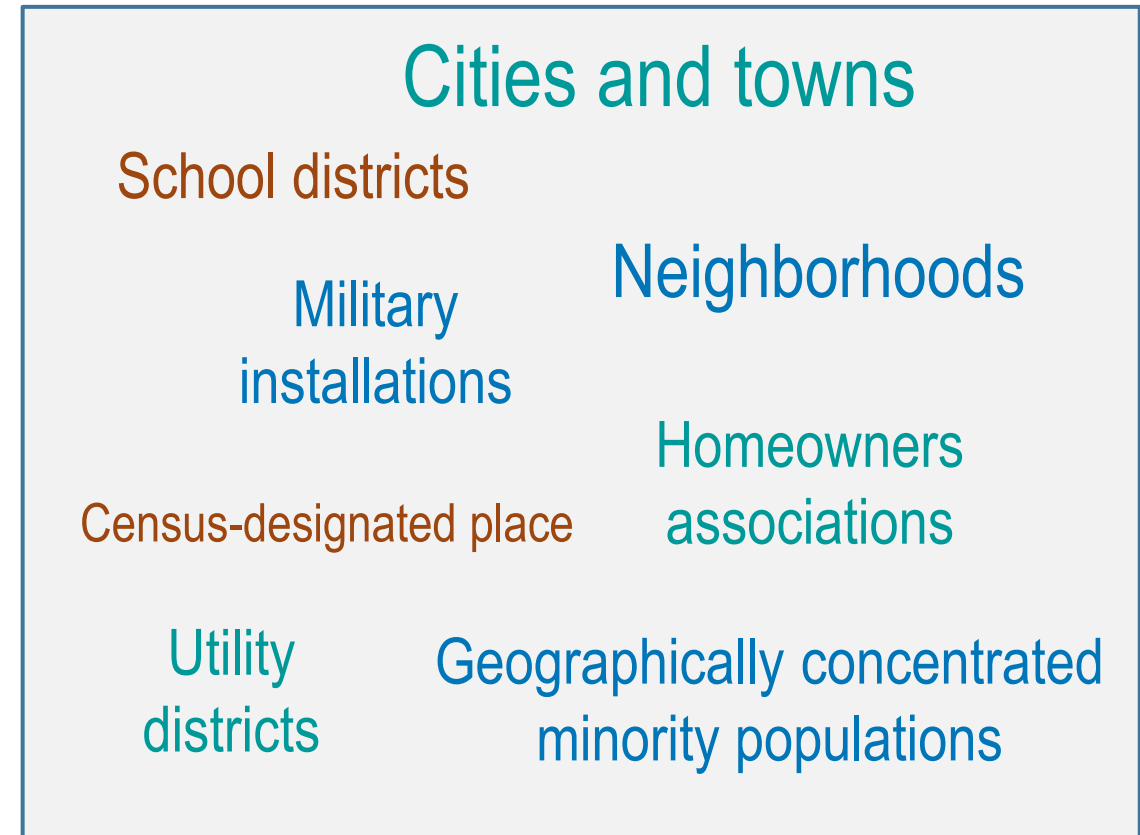 Cities and towns
School districts
Neighborhoods
Military
installations
Homeowners
associations
Census-designated place
Utility
districts
Geographically concentrated
minority populations